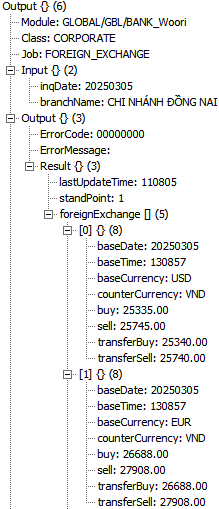 Output {} (6)
Module: GLOBAL/GBL/BANK_Woori
Class: CORPORATE
Job: FOREIGN_EXCHANGE
Input {} (2)
inqDate: 20250305
branchName: CHI NHÁNH ĐỒNG NAI
Output {} (3)
ErrorCode: 00000000
ErrorMessage:
Result {} (3)
lastUpdateTime: 110805
standPoint: 1
foreignExchange [] (5)
[0] {} (8)
baseDate: 20250305
baseTime: 130857
baseCurrency: USD
counterCurrency: VND
buy: 25335.00
sell: 25745.00
transferBuy: 25340.00
transferSell: 25740.00
[1] {} (8)
baseDate: 20250305
baseTime: 130857
baseCurrency: EUR
counterCurrency: VND
buy: 26688.00
sell: 27908.00
transferBuy: 26688.00
transferSell: 27908.00